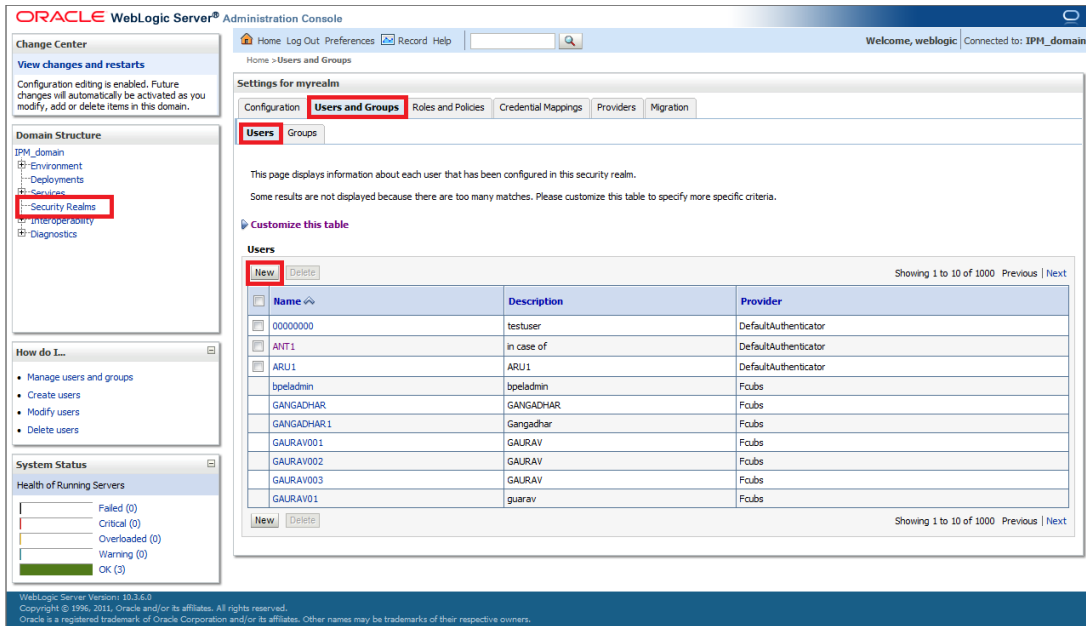 ORACLE WebLogic Server® Administration Console
Change Center
View changes and restarts
Configuration editing is enabled. Future
changes will automatically be activated as you
modify, add or delete items in this domain.
Domain Structure
IPM_domain
Environment
Deployments
Services
Security Realms
Interoperability
Diagnostics
How do I...
Manage users and groups
Create users
Modify users
Delete users
System Status
Health of Running Servers
Failed (0)
Critical (0)
Overloaded (0)
Warning (0)
OK (3)
Home Log Out Preferences Record Help
Welcome, weblogic Connected to: IPM_domain
Home >Users and Groups
Settings for myrealm
Configuration Users and Groups Roles and Policies Credential Mappings Providers Migration
Users Groups
This page displays information about each user that has been configured in this security realm.
Some results are not displayed because there are too many matches. Please customize this table to specify more specific criteria.
Customize this table
Users
New Delete Showing 1 to 10 of 1000 Previous | Next
Name Description Provider
00000000 testuser DefaultAuthenticator
ANT1 in case of DefaultAuthenticator
ARU1 ARU1 DefaultAuthenticator
bpeladmin bpeladmin Fcubs
GANGADHAR GANGADHAR Fcubs
GANGADHAR1 Gangadhar Fcubs
GAURAV001 GAURAV Fcubs
GAURAV002 GAURAV Fcubs
GAURAV003 GAURAV Fcubs
GAURAV01 guarav Fcubs
New Delete Showing 1 to 10 of 1000 Previous | Next
WebLogic Server Version: 10.3.6.0
Copyright © 1996, 2011, Oracle and/or its affiliates. All rights reserved.
Oracle is a registered trademark of Oracle Corporation and/or its affiliates. Other names may be trademarks of their respective owners.